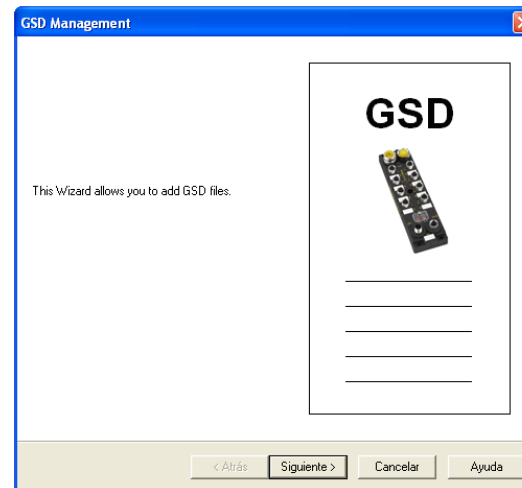 GSD Management
GSD
This Wizard allows you to add GSD files.
< Atrás
Siguiente >
Cancelar
Ayuda